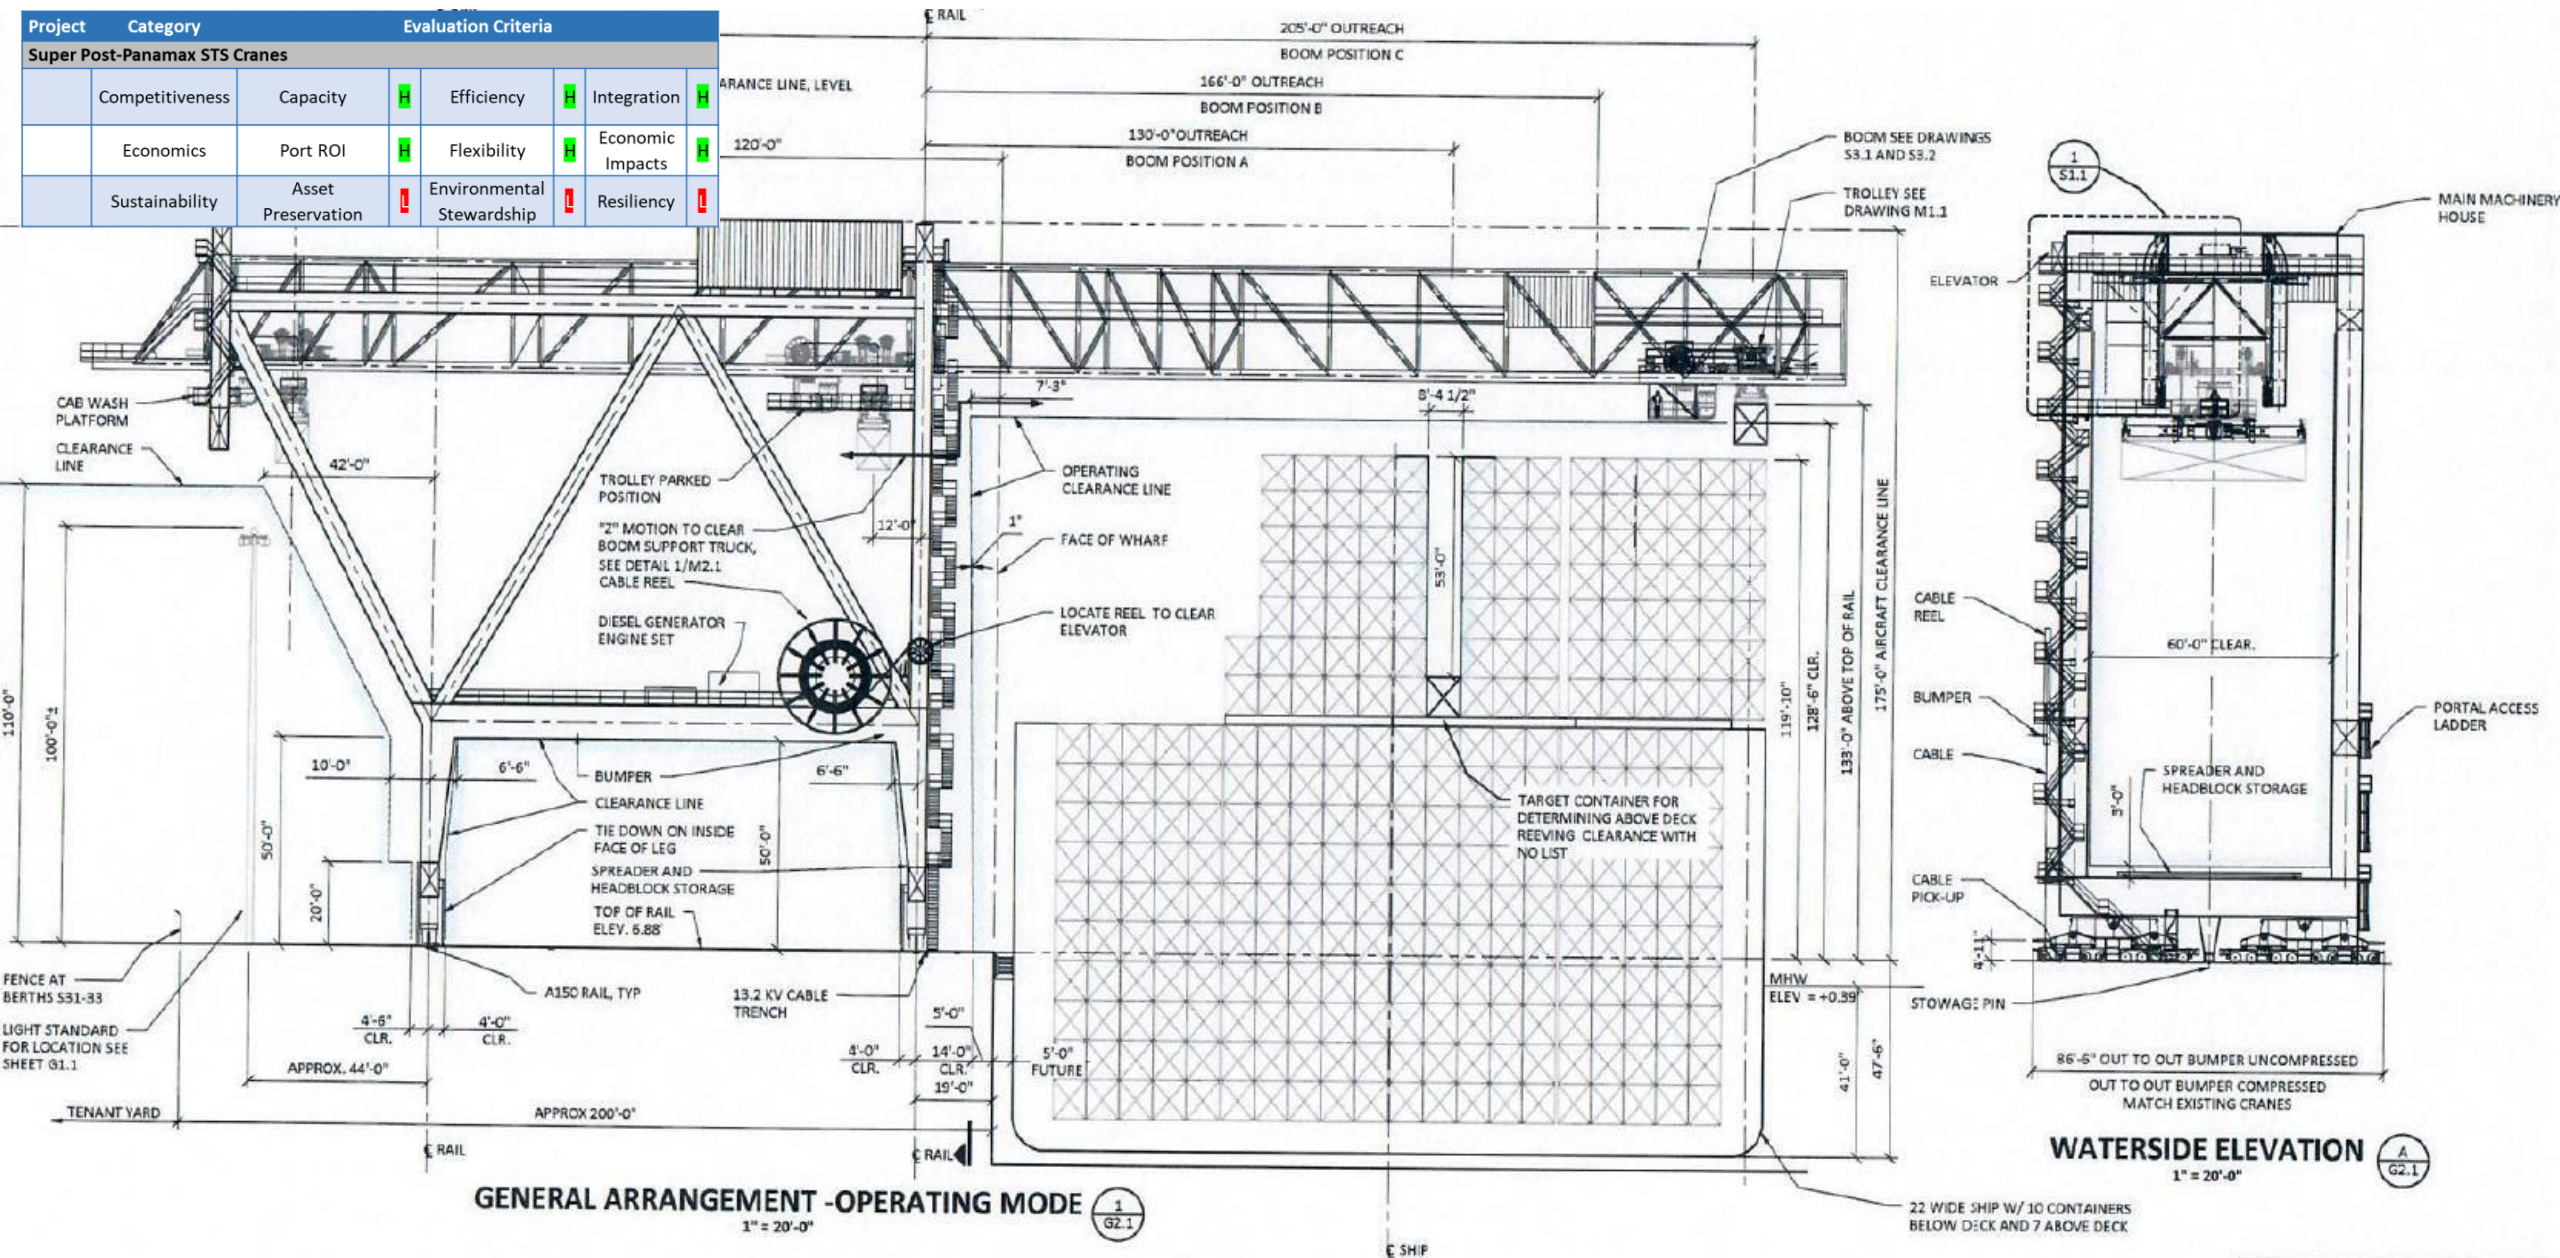 Project Category Evaluation Criteria
Super Post-Panamax STS Cranes
Competitiveness Capacity H Efficiency H Integration H
Economics Port ROI H Flexibility H Economic
Impacts H
Sustainability Asset
Preservation L Environmental
Stewardship L Resiliency L
℄ RAIL
205'-0" OUTREACH
BOOM POSITION C
166'-0" OUTREACH
BOOM POSITION B
130'-0"OUTREACH
BOOM POSITION A
LINE, LEVEL
120'-0"
BOOM SEE DRAWINGS
S3.1 AND S3.2
TROLLEY SEE
DRAWING M1.1
CAB WASH
PLATFORM
CLEARANCE
LINE
42'-0"
TROLLEY PARKED
POSITION
"2" MOTION TO CLEAR
BOOM SUPPORT TRUCK,
SEE DETAIL 1/M2.1
CABLE REEL
DIESEL GENERATOR
ENGINE SET
12'-0"
7'-3"
8'-4 1/2"
OPERATING
CLEARANCE LINE
1"
FACE OF WHARF
LOCATE REEL TO CLEAR
ELEVATOR
53'-0"
110'-0"
100'-0"±
50'-0"
20'-0"
10'-0"
6'-6"
BUMPER
6'-6"
CLEARANCE LINE
TIE DOWN ON INSIDE
FACE OF LEG
50'-0"
SPREADER AND
HEADBLOCK STORAGE
TOP OF RAIL
ELEV. 6.88'
TARGET CONTAINER FOR
DETERMINING ABOVE DECK
REEVING CLEARANCE WITH
NO LIST
119'-10"
128'-6" CLR.
133'-0" ABOVE TOP OF RAIL
175'-0" AIRCRAFT CLEARANCE LINE
FENCE AT
BERTHS S31-33
LIGHT STANDARD
FOR LOCATION SEE
SHEET G1.1
A150 RAIL, TYP
13.2 KV CABLE
TRENCH
4'-6"
CLR.
4'-0"
CLR.
APPROX. 44'-0"
4'-0"
CLR.
14'-0"
CLR.
5'-0"
5'-0"
FUTURE
19'-0"
TENANT YARD
APPROX 200'-0"
℄ RAIL
℄ RAIL
MHW
ELEV = +0.39'
41'-0"
47'-6"
22 WIDE SHIP W/ 10 CONTAINERS
BELOW DECK AND 7 ABOVE DECK
℄ SHIP
GENERAL ARRANGEMENT -OPERATING MODE
1" = 20'-0"
1
G2.1
1
S1.1
MAIN MACHINERY
HOUSE
ELEVATOR
CABLE
REEL
60'-0" CLEAR.
BUMPER
PORTAL ACCESS
LADDER
CABLE
SPREADER AND
HEADBLOCK STORAGE
3'-0"
CABLE
PICK-UP
4'-11"
STOWAGE PIN
86'-6" OUT TO OUT BUMPER UNCOMPRESSED
OUT TO OUT BUMPER COMPRESSED
MATCH EXISTING CRANES
WATERSIDE ELEVATION
1" = 20'-0"
A
G2.1